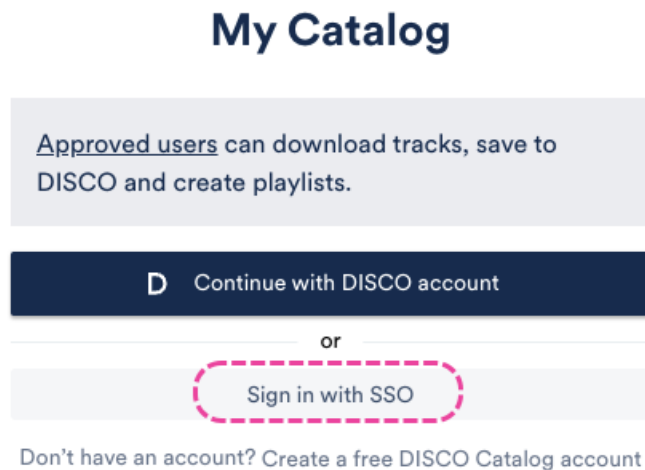 My Catalog
Approved users can download tracks, save to
DISCO and create playlists.
D Continue with DISCO account
or
Sign in with SSO
Don’t have an account? Create a free DISCO Catalog account